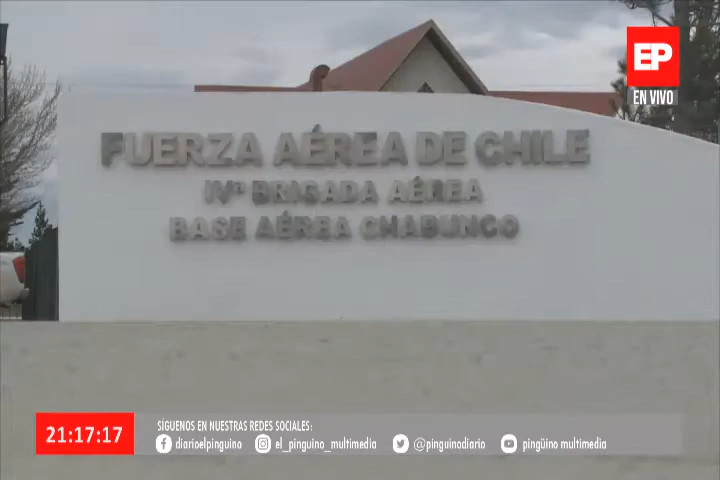 EP
EN VIVO
FUERZA AÉREA DE CHILE
IVª BRIGADA AÉREA
BASE AÉREA CHABUNCO
21:17:17
SÍGUENOS EN NUESTRAS REDES SOCIALES:
diarioelpinguino el_pinguino_multimedia @pinguinodiario pingüino multimedia